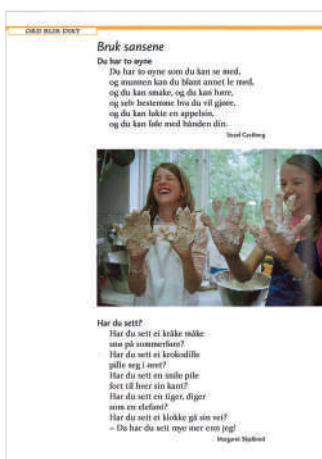 ORD BLIR DIKT
Bruk sansene
Du har to øyne
Du har to øyne som du kan se med,
og munnen kan du blant annet le med,
og du kan smake, og du kan høre,
og selv bestemme hva du vil gjøre,
og du kan lukte en appelsin,
og du kan føle med hånden din.
Sissel Castberg
Har du sett?
Har du sett ei kråke måke
snø på sommerføre?
Har du sett ei krokodille
pille seg i øret?
Har du sett en smile pile
fort til hver sin kant?
Har du sett en tiger, diger
som en elefant?
Har du sett ei klokke gå sin vei?
– Du har du sett mye mer enn jeg!
Margaret Skjelbred